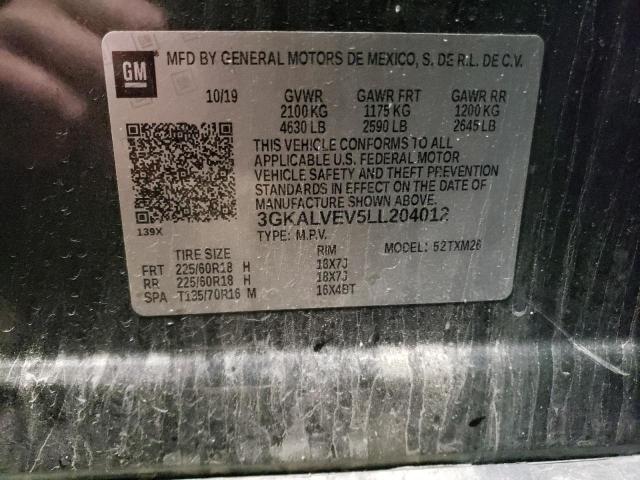 GM
MFD BY GENERAL MOTORS DE MEXICO, S. DE R.L. DE C.V.
10/19 GVWR GAWR FRT GAWR RR
2100 KG 1175 KG 1200 KG
4630 LB 2590 LB 2645 LB
THIS VEHICLE CONFORMS TO ALL
APPLICABLE U.S. FEDERAL MOTOR
VEHICLE SAFETY AND THEFT PREVENTION
STANDARDS IN EFFECT ON THE DATE OF
MANUFACTURE SHOWN ABOVE.
3GKALVEV5LL204012
139X
TYPE: M.P.V. MODEL: 52TXM26
TIRE SIZE RIM
FRT 225/60R18 H 18X7J
RR 225/60R18 H 18X7J
SPA T135/70R16 M 16X4BT